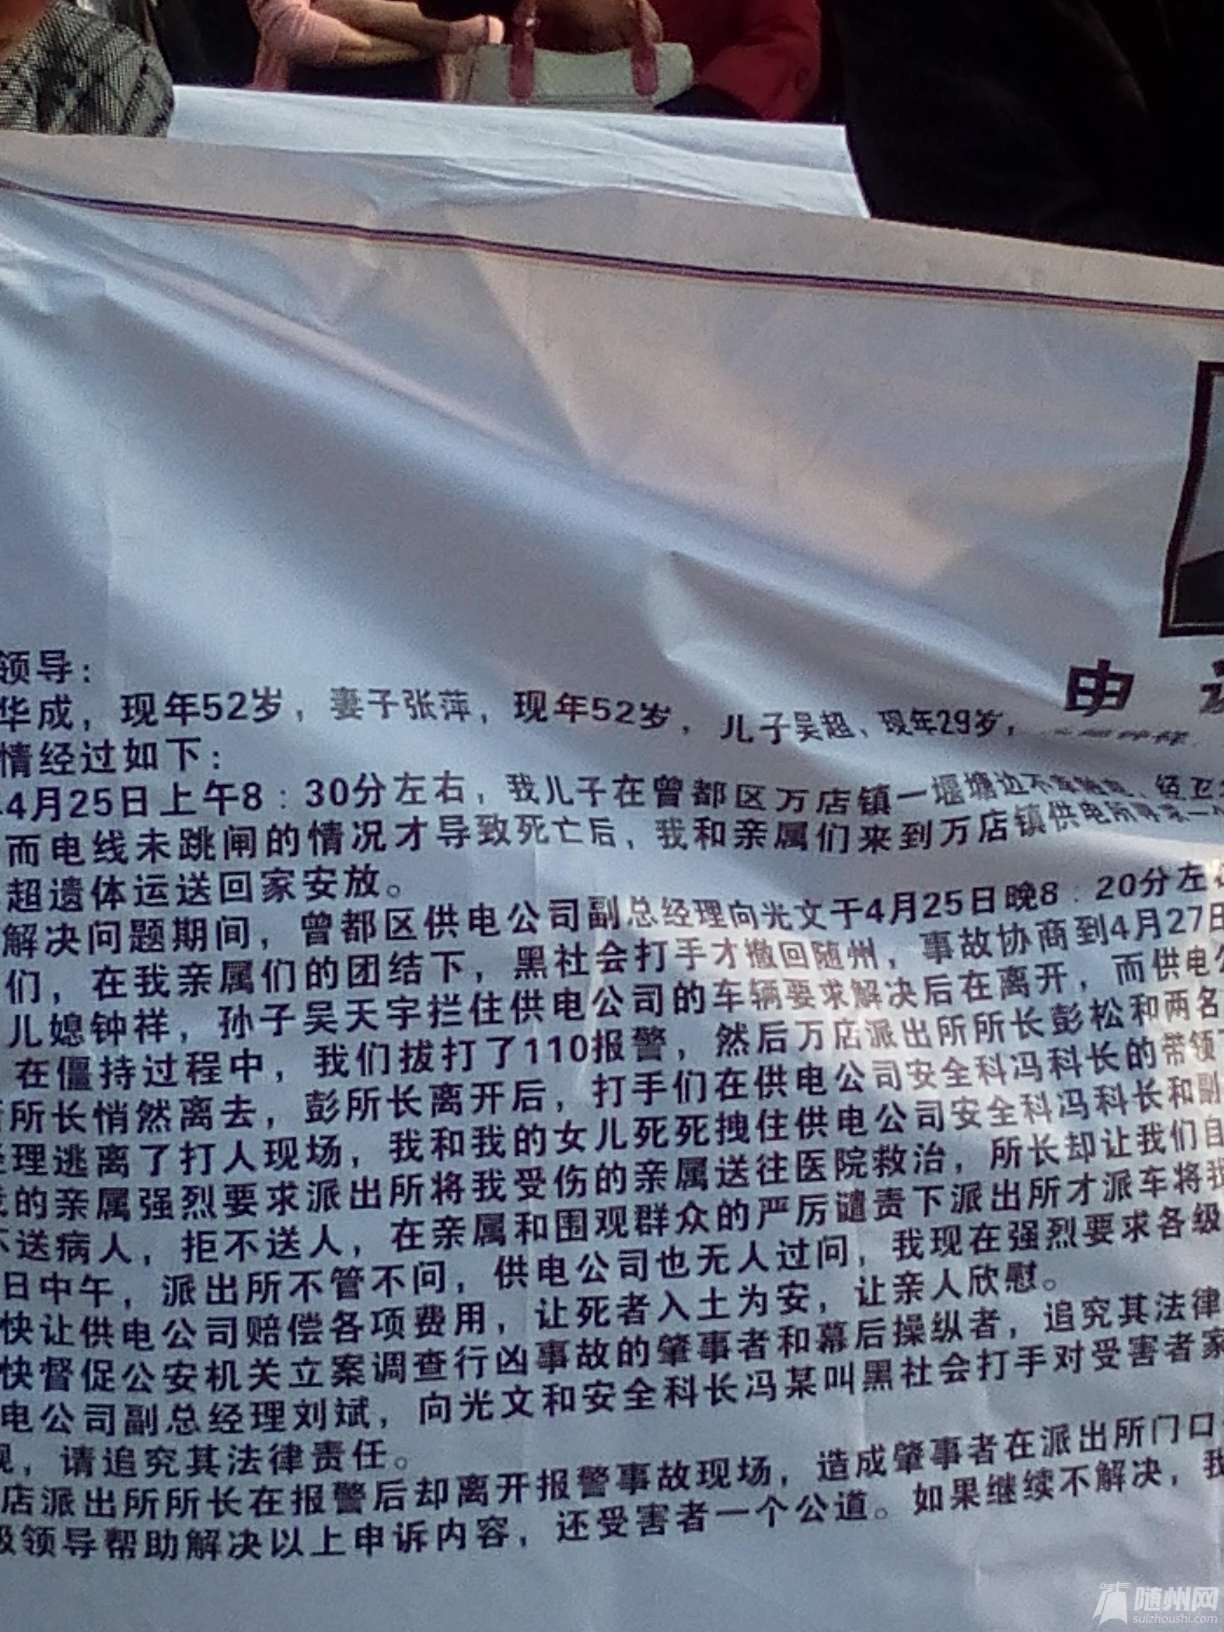 申
领导：
华成，现年52岁，妻子张萍，现年52岁，儿子吴超，现年29岁，
情经过如下：
4月25日上午8：30分左右，我儿子在曾都区万店镇一堰塘边不幸触电，经卫
而电线未跳闸的情况才导致死亡后，我和亲属们来到万店镇供电所寻求一
超遗体运送回家安放。
解决问题期间，曾都区供电公司副总经理向光文于4月25日晚8：20分左
们，在我亲属们的团结下，黑社会打手才撤回随州，事故协商到4月27日
儿媳钟祥，孙子吴天宇拦住供电公司的车辆要求解决后在离开，而供电公
在僵持过程中，我们拔打了110报警，然后万店派出所所长彭松和两名
所长悄然离去，彭所长离开后，打手们在供电公司安全科冯科长的带领
经理逃离了打人现场，我和我的女儿死死拽住供电公司安全科冯科长和副
我的亲属强烈要求派出所将我受伤的亲属送往医院救治，所长却让我们自
不送病人，拒不送人，在亲属和围观群众的严厉谴责下派出所才派车将我
日中午，派出所不管不问，供电公司也无人过问，我现在强烈要求各级
快让供电公司赔偿各项费用，让死者入土为安，让亲人欣慰。
快督促公安机关立案调查行凶事故的肇事者和幕后操纵者，追究其法律
电公司副总经理刘斌，向光文和安全科长冯某叫黑社会打手对受害者家
现，请追究其法律责任。
店派出所所长在报警后却离开报警事故现场，造成肇事者在派出所门口
级领导帮助解决以上申诉内容，还受害者一个公道。如果继续不解决，我
随州网
suizhoushi.com